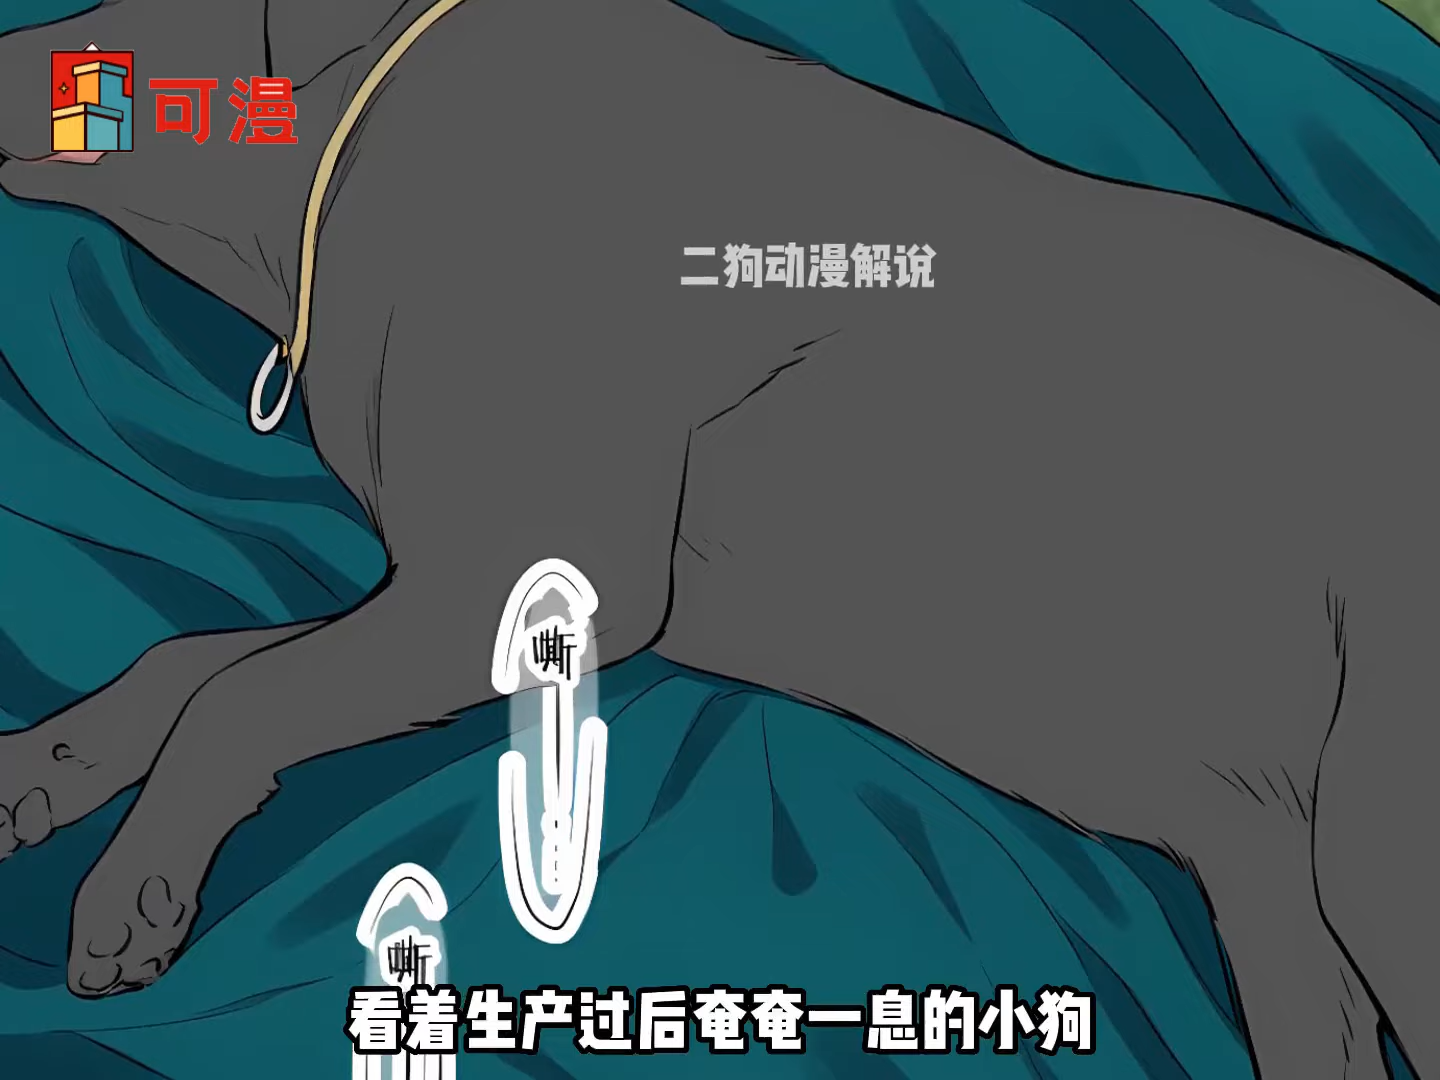 可漫
二狗动漫解说
嘶
嘶
看着生产过后奄奄一息的小狗